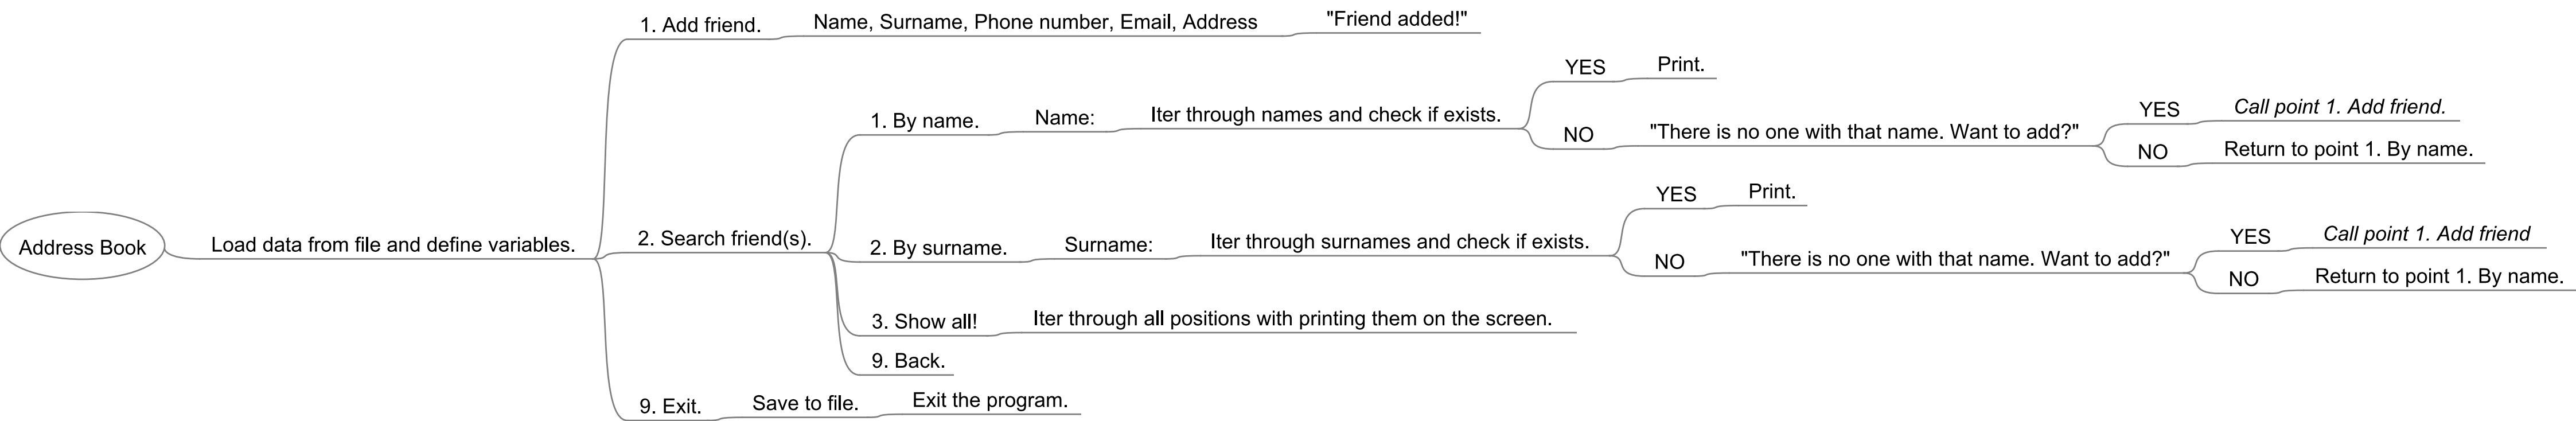 Address Book
Load data from file and define variables.
1. Add friend.
Name, Surname, Phone number, Email, Address
"Friend added!"
2. Search friend(s).
1. By name.
Name:
Iter through names and check if exists.
YES
Print.
NO
"There is no one with that name. Want to add?"
YES
Call point 1. Add friend.
NO
Return to point 1. By name.
2. By surname.
Surname:
Iter through surnames and check if exists.
YES
Print.
NO
"There is no one with that name. Want to add?"
YES
Call point 1. Add friend
NO
Return to point 1. By name.
3. Show all!
Iter through all positions with printing them on the screen.
9. Back.
9. Exit.
Save to file.
Exit the program.